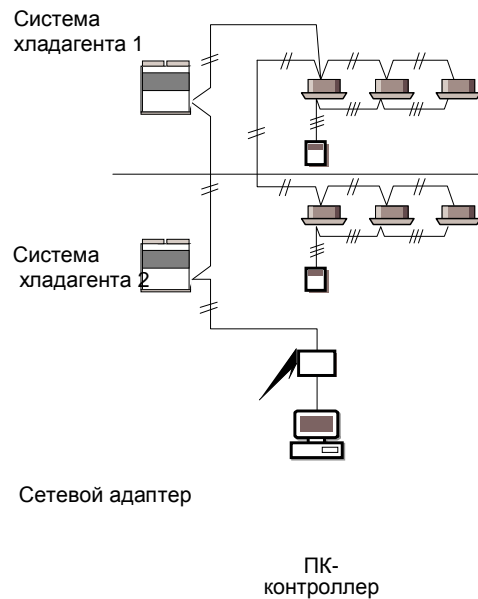 Система
хладагента 1
Система
хладагента 2
Сетевой адаптер
ПК-
контроллер